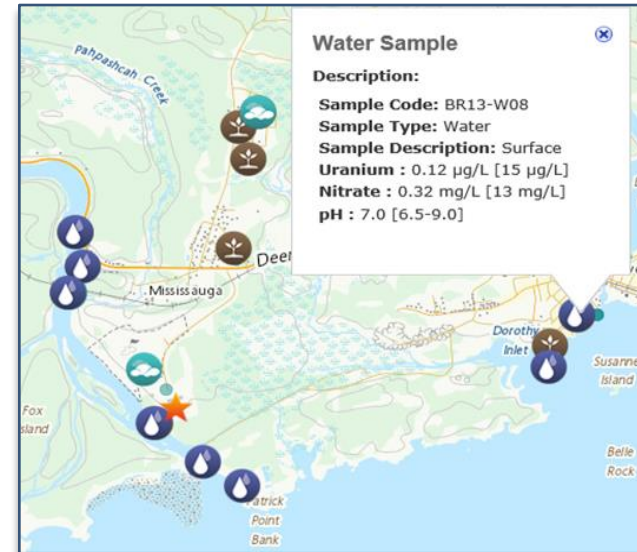 Pahpashcah Creek
Water Sample
Description:
Sample Code: BR13-W08
Sample Type: Water
Sample Description: Surface
Uranium : 0.12 µg/L [15 µg/L]
Nitrate : 0.32 mg/L [13 mg/L]
pH : 7.0 [6.5-9.0]
Deer
Mississauga
Dorothy
Inlet
Susanne
Island
Fox
Belle
Rock
Patrick
Point
Bank